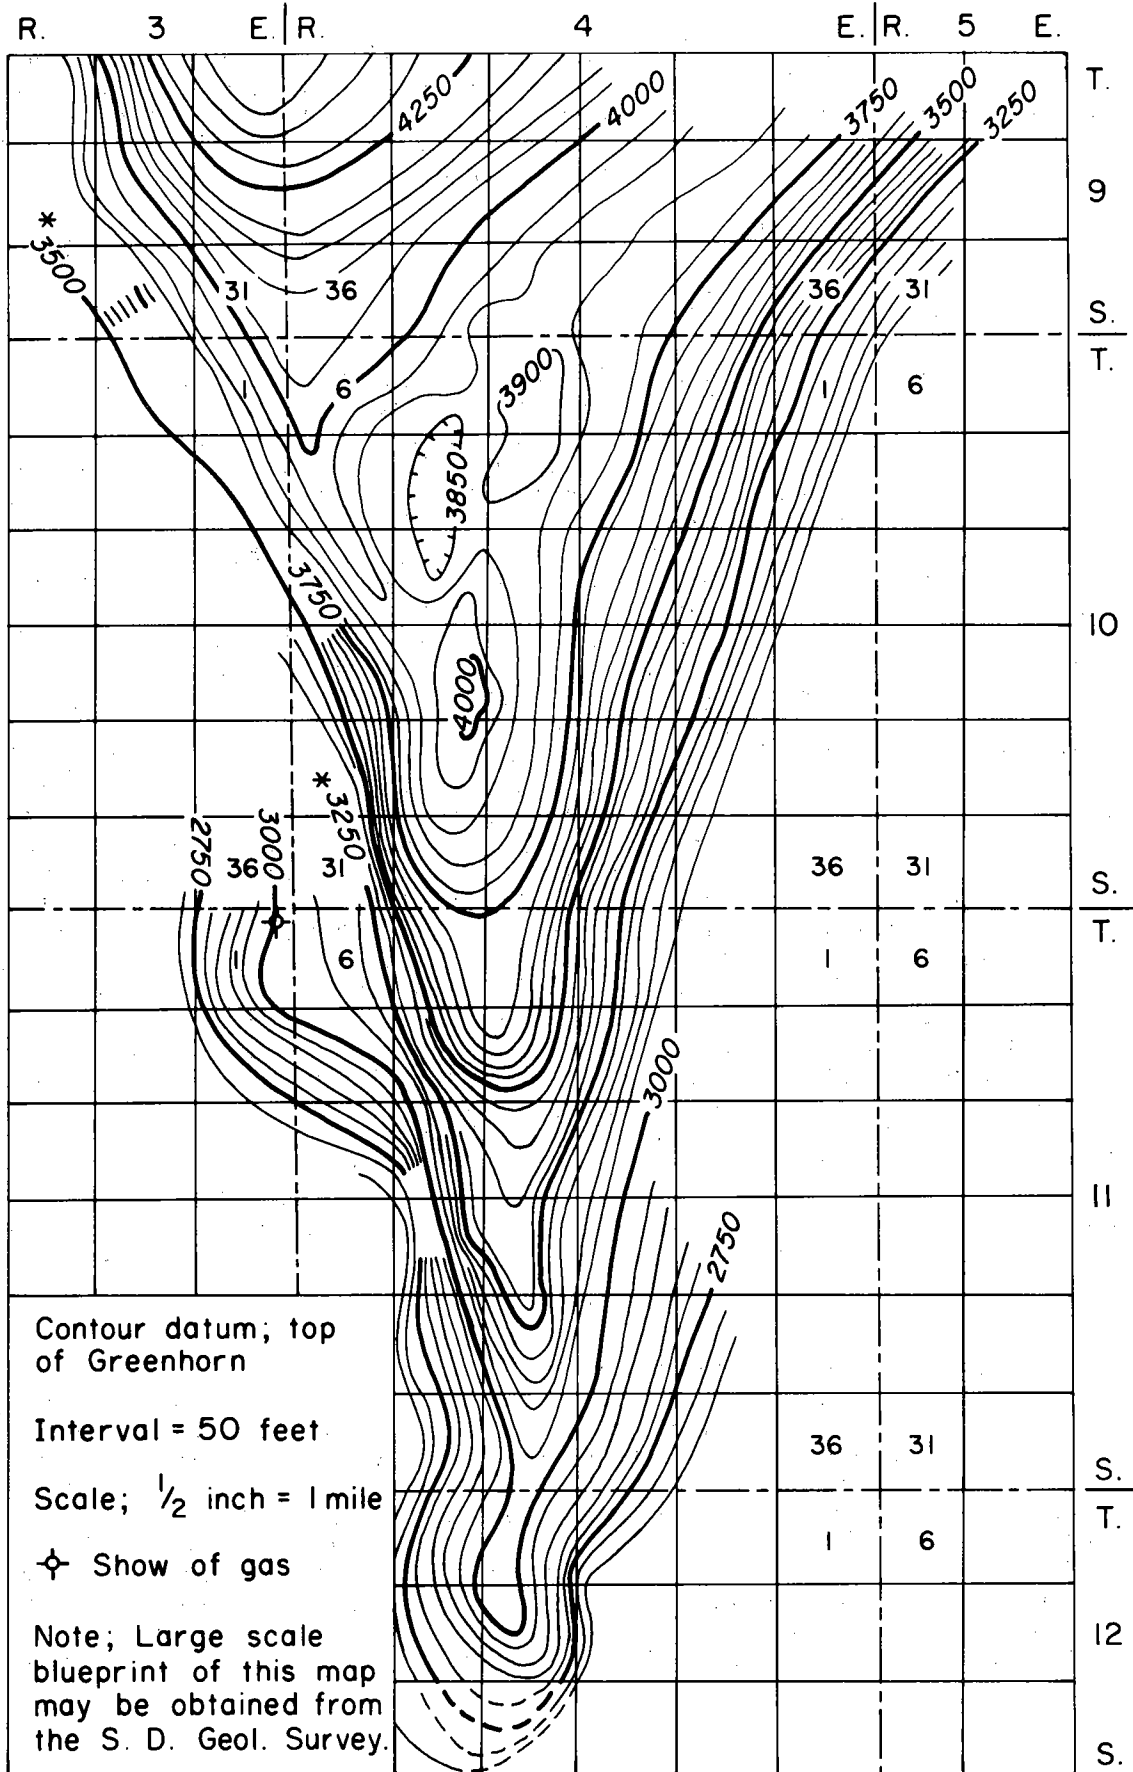 R. 3 E. R. 4 E. R. 5 E.
T.
4250
4000
3750
3500
3250
9
* 3500
31 36 36 31
S.
T.
3900
1 6 1 6
3850
3750
10
4000
* 3250
2750
3000
36 31 36 31
S.
T.
1 6 1 6
3000
11
2750
Contour datum; top
of Greenhorn
Interval = 50 feet
36 31
S.
Scale; 1/2 inch = 1 mile
T.
1 6
Show of gas
Note; Large scale
blueprint of this map
may be obtained from
the S. D. Geol. Survey.
12
S.